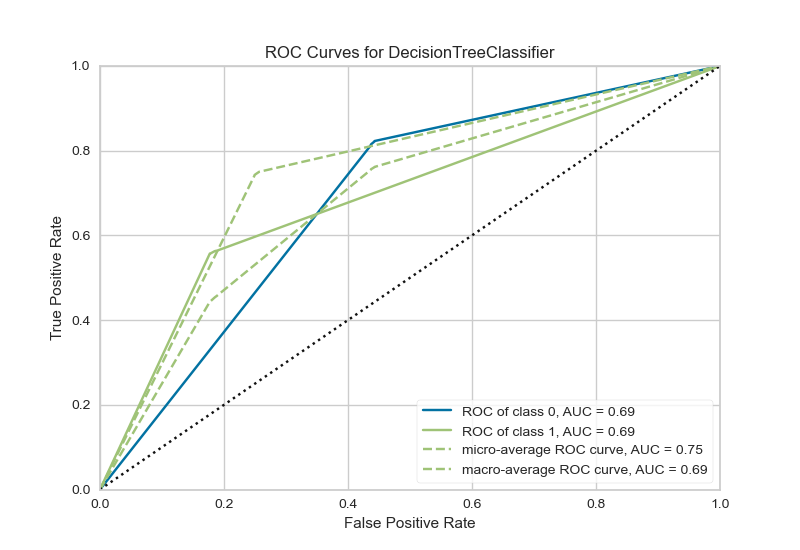 ROC Curves for DecisionTreeClassifier
1.0
0.8
0.6
0.4
0.2
0.0
True Positive Rate
ROC of class 0, AUC = 0.69
ROC of class 1, AUC = 0.69
micro-average ROC curve, AUC = 0.75
macro-average ROC curve, AUC = 0.69
0.0 0.2 0.4 0.6 0.8 1.0
False Positive Rate